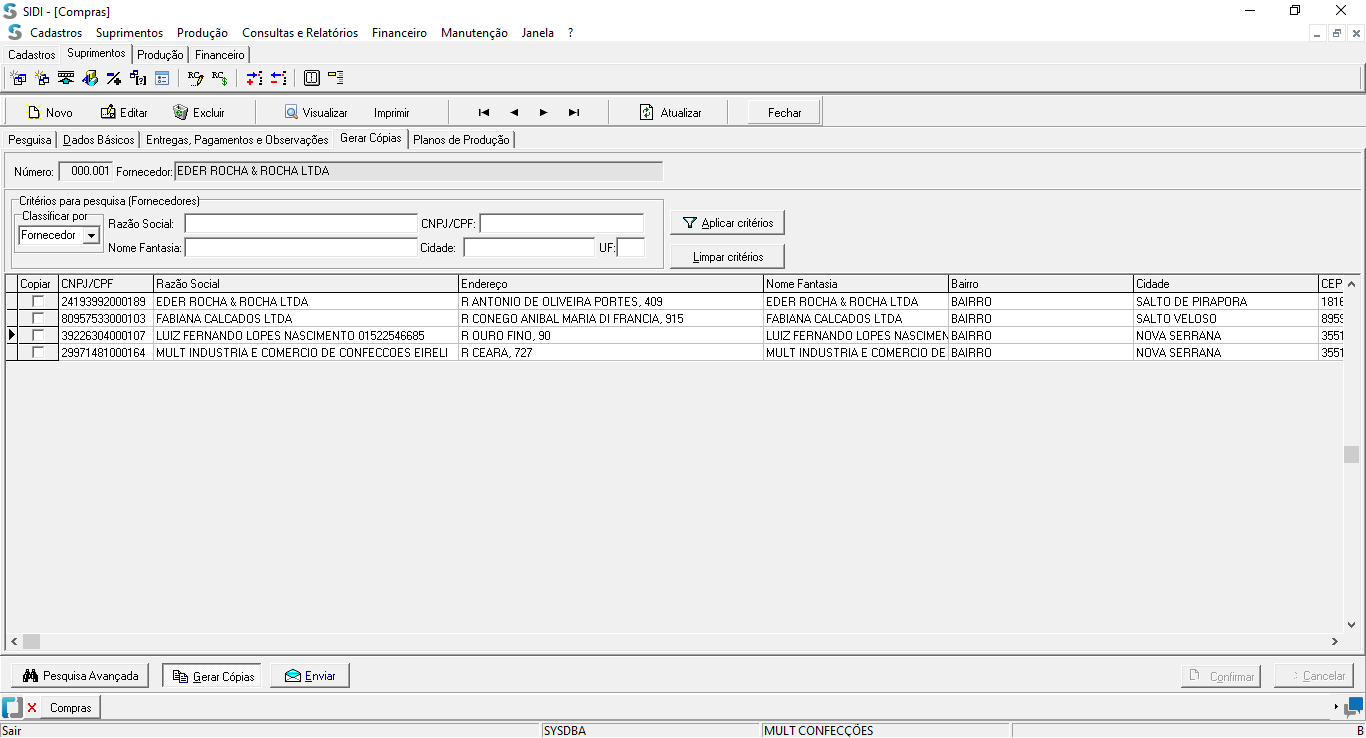 SIDI - [Compras]
Cadastros Suprimentos Produção Consultas e Relatórios Financeiro Manutenção Janela ?
Cadastros Suprimentos Produção Financeiro
Novo Editar Excluir Visualizar Imprimir Atualizar Fechar
Pesquisa Dados Básicos Entregas, Pagamentos e Observações Gerar Cópias Planos de Produção
Número: 000.001 Fornecedor: EDER ROCHA & ROCHA LTDA
Critérios para pesquisa (Fornecedores)
Classificar por
Fornecedor
Razão Social: CNPJ/CPF:
Nome Fantasia: Cidade: UF:
Aplicar critérios
Limpar critérios
Copiar CNPJ/CPF Razão Social Endereço Nome Fantasia Bairro Cidade CEP
24193992000189 EDER ROCHA & ROCHA LTDA R ANTONIO DE OLIVEIRA PORTES, 409 EDER ROCHA & ROCHA LTDA BAIRRO SALTO DE PIRAPORA 1816
80957533000103 FABIANA CALCADOS LTDA R CONEGO ANIBAL MARIA DI FRANCIA, 915 FABIANA CALCADOS LTDA BAIRRO SALTO VELOSO 8959
39226304000107 LUIZ FERNANDO LOPES NASCIMENTO 01522546685 R OURO FINO, 90 LUIZ FERNANDO LOPES NASCIMEN BAIRRO NOVA SERRANA 3551
29971481000164 MULT INDUSTRIA E COMERCIO DE CONFECCOES EIRELI R CEARA, 727 MULT INDUSTRIA E COMERCIO DE BAIRRO NOVA SERRANA 3551
Pesquisa Avançada Gerar Cópias Enviar Confirmar Cancelar
Compras
Sair SYSDBA MULT CONFECÇÕES B